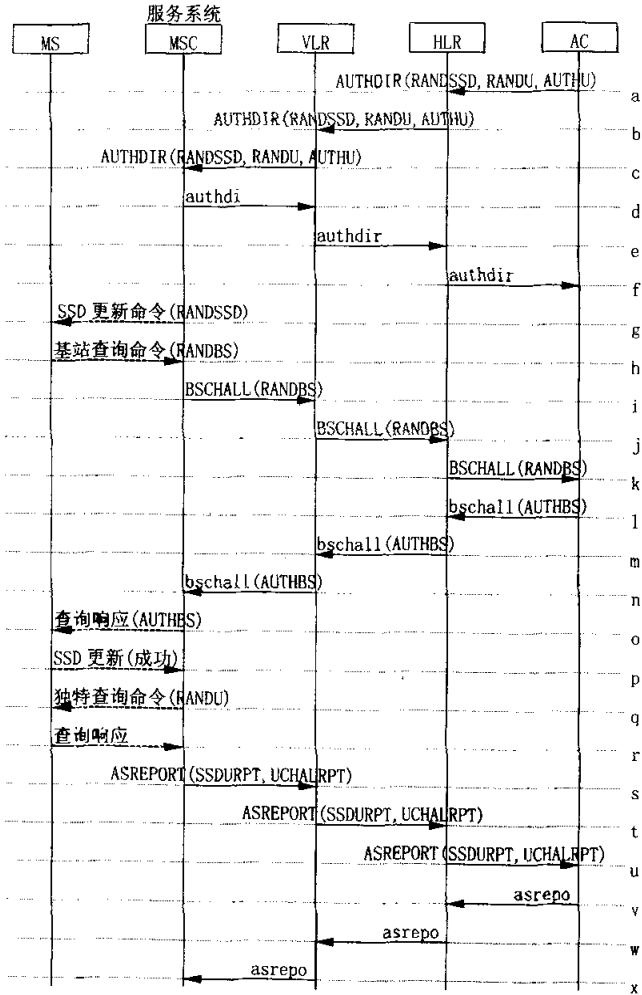 服务系统
MS MSC VLR HLR AC
AUTHDIR(RANDSSD, RANDU, AUTHU)
a
AUTHDIR(RANDSSD, RANDU, AUTHU)
b
AUTHDIR(RANDSSD, RANDU, AUTHU)
c
authdi
d
authdir
e
authdir
f
SSD 更新命令(RANDSSD)
g
基站查询命令(RANDBS)
h
BSCHALL(RANDBS)
i
BSCHALL(RANDBS)
j
BSCHALL(RANDBS)
k
bschall(AUTHBS)
l
bschall(AUTHBS)
m
bschall(AUTHBS)
n
查询响应(AUTHBS)
o
SSD 更新(成功)
p
独特查询命令(RANDU)
q
查询响应
r
ASREPORT(SSDURPT, UCHALRPT)
s
ASREPORT(SSDURPT, UCHALRPT)
t
ASREPORT(SSDURPT, UCHALRPT)
u
asrepo
v
asrepo
w
asrepo
x